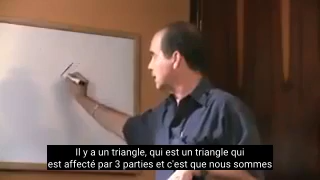 Il y a un triangle, qui est un triangle qui
est affecté par 3 parties et c'est que nous sommes